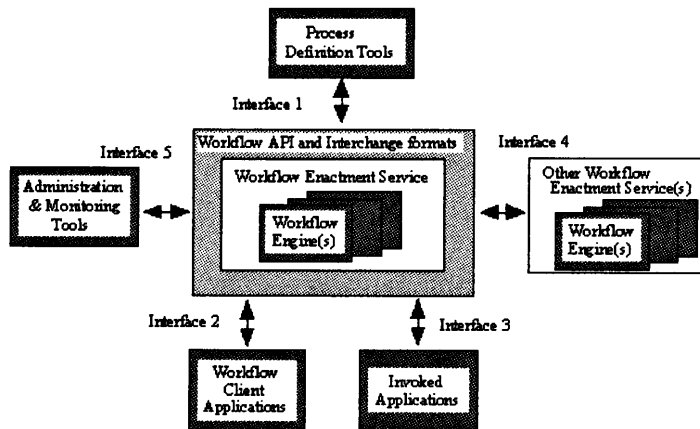 Process
Definition Tools
Interface 1
Workflow API and Interchange formats
Interface 5
Interface 4
Administration
& Monitoring
Tools
Workflow Enactment Service
Workflow
Engine(s)
Other Workflow
Enactment Service(s)
Workflow
Engine(s)
Interface 2
Interface 3
Workflow
Client
Applications
Invoked
Applications